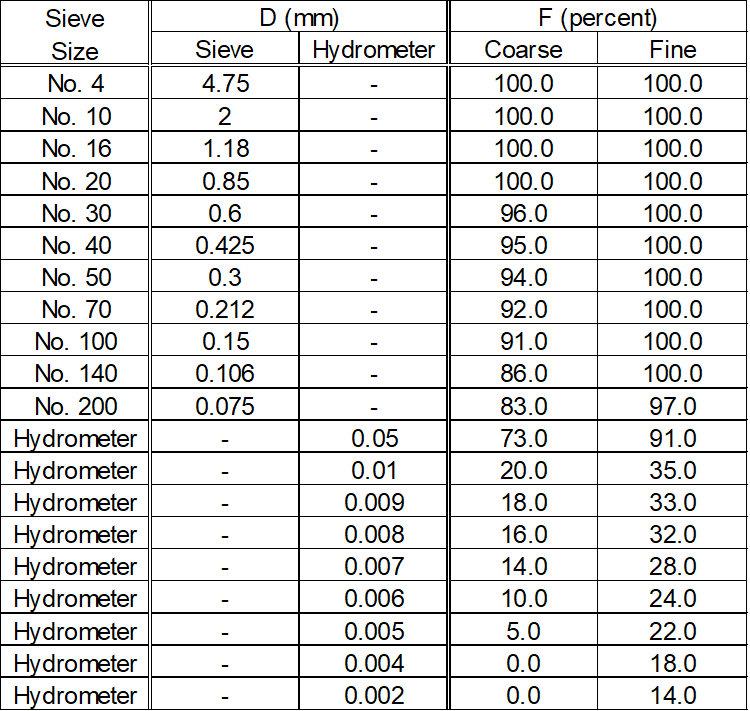 Sieve Size D (mm) F (percent)
Sieve Hydrometer Coarse Fine
No. 4 4.75 - 100.0 100.0
No. 10 2 - 100.0 100.0
No. 16 1.18 - 100.0 100.0
No. 20 0.85 - 100.0 100.0
No. 30 0.6 - 96.0 100.0
No. 40 0.425 - 95.0 100.0
No. 50 0.3 - 94.0 100.0
No. 70 0.212 - 92.0 100.0
No. 100 0.15 - 91.0 100.0
No. 140 0.106 - 86.0 100.0
No. 200 0.075 - 83.0 97.0
Hydrometer - 0.05 73.0 91.0
Hydrometer - 0.01 20.0 35.0
Hydrometer - 0.009 18.0 33.0
Hydrometer - 0.008 16.0 32.0
Hydrometer - 0.007 14.0 28.0
Hydrometer - 0.006 10.0 24.0
Hydrometer - 0.005 5.0 22.0
Hydrometer - 0.004 0.0 18.0
Hydrometer - 0.002 0.0 14.0